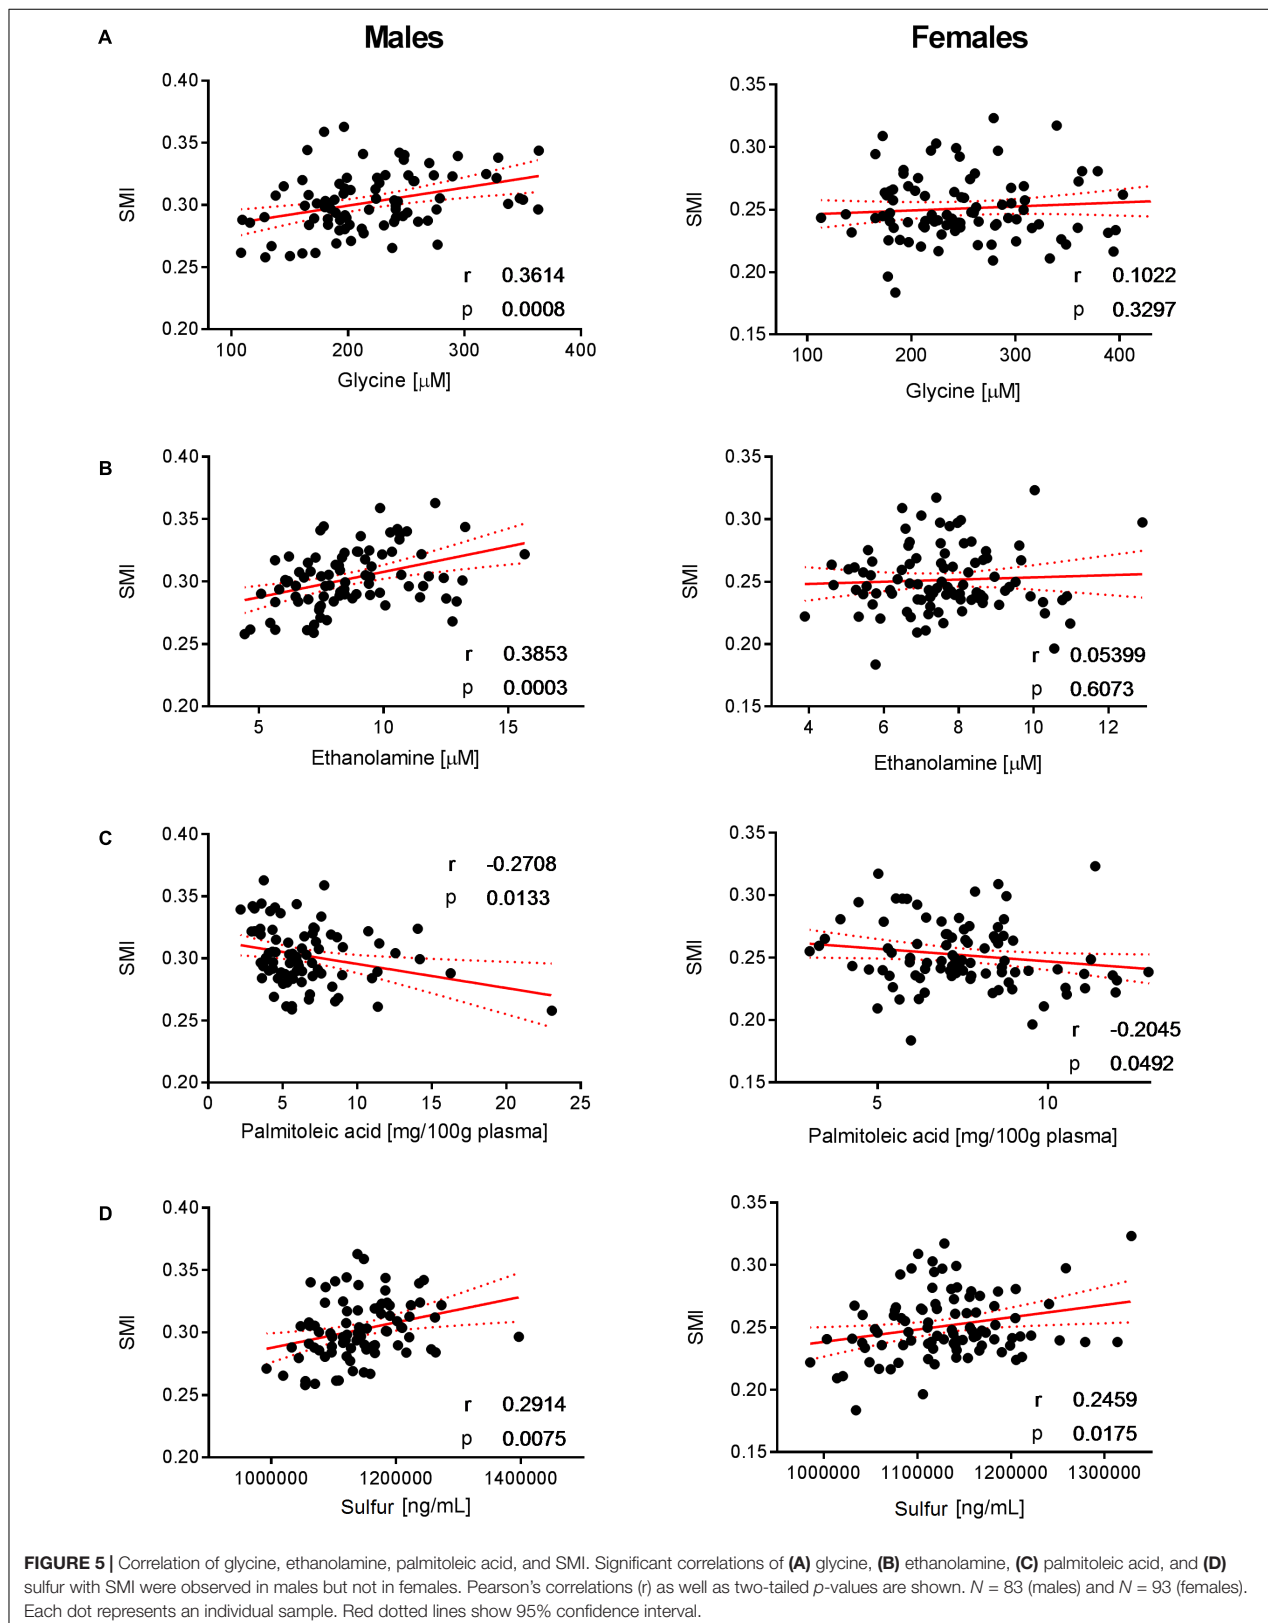 Males Females
A
0.40
0.35
0.30
0.25
0.20
SMI
100 200 300 400
Glycine [μM]
r 0.3614
p 0.0008
0.35
0.30
0.25
0.20
0.15
SMI
100 200 300 400
Glycine [μM]
r 0.1022
p 0.3297
B
0.40
0.35
0.30
0.25
0.20
SMI
5 10 15
Ethanolamine [μM]
r 0.3853
p 0.0003
0.35
0.30
0.25
0.20
0.15
SMI
4 6 8 10 12
Ethanolamine [μM]
r 0.05399
p 0.6073
C
0.40
0.35
0.30
0.25
0.20
SMI
0 5 10 15 20 25
Palmitoleic acid [mg/100g plasma]
r -0.2708
p 0.0133
0.35
0.30
0.25
0.20
0.15
SMI
5 10
Palmitoleic acid [mg/100g plasma]
r -0.2045
p 0.0492
D
0.40
0.35
0.30
0.25
0.20
SMI
1000000 1200000 1400000
Sulfur [ng/mL]
r 0.2914
p 0.0075
0.35
0.30
0.25
0.20
0.15
SMI
1000000 1100000 1200000 1300000
Sulfur [ng/mL]
r 0.2459
p 0.0175
FIGURE 5 | Correlation of glycine, ethanolamine, palmitoleic acid, and SMI. Significant correlations of (A) glycine, (B) ethanolamine, (C) palmitoleic acid, and (D)
sulfur with SMI were observed in males but not in females. Pearson's correlations (r) as well as two-tailed p-values are shown. N = 83 (males) and N = 93 (females).
Each dot represents an individual sample. Red dotted lines show 95% confidence interval.